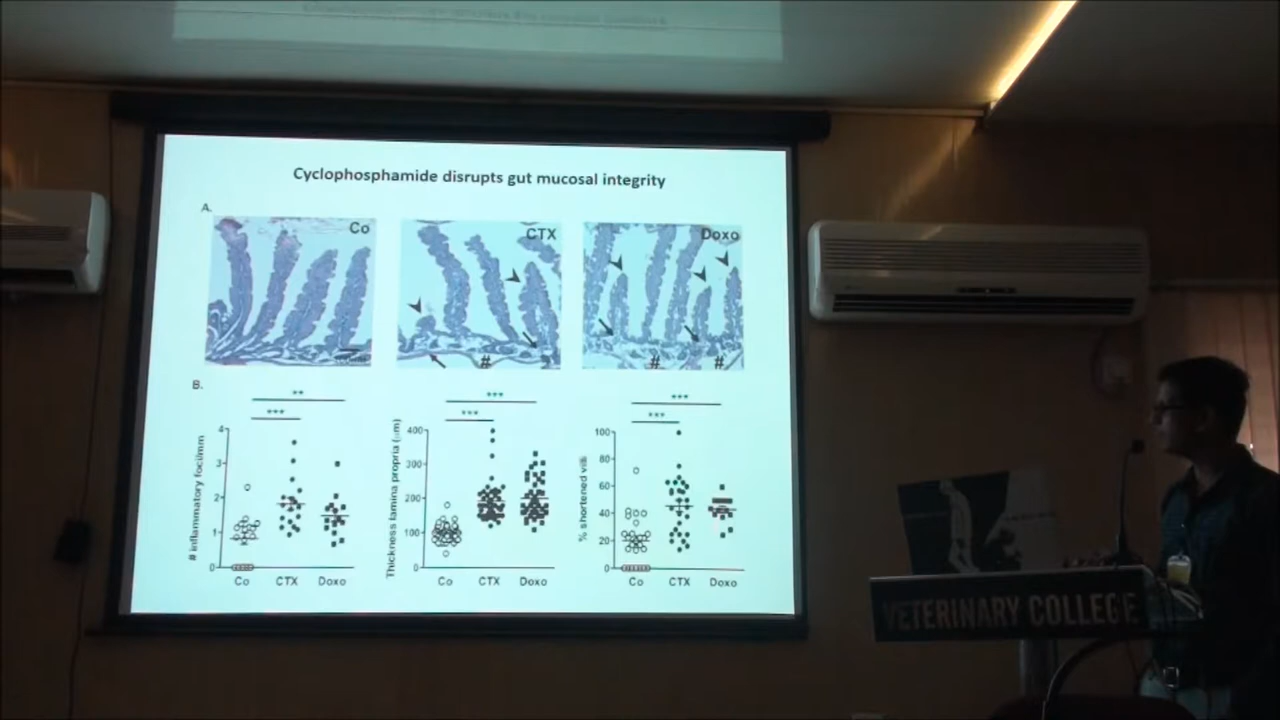 Cyclophosphamide disrupts gut mucosal integrity
A.
Co
CTX
Doxo
#
#
#
B.
**
***
# inflammatory foci/mm
4
3
2
1
0
Co CTX Doxo
***
***
Thickness lamina propria (µm)
400
300
200
100
0
Co CTX Doxo
***
***
% shortened villi
100
80
60
40
20
0
Co CTX Doxo
VETERINARY COLLEGE